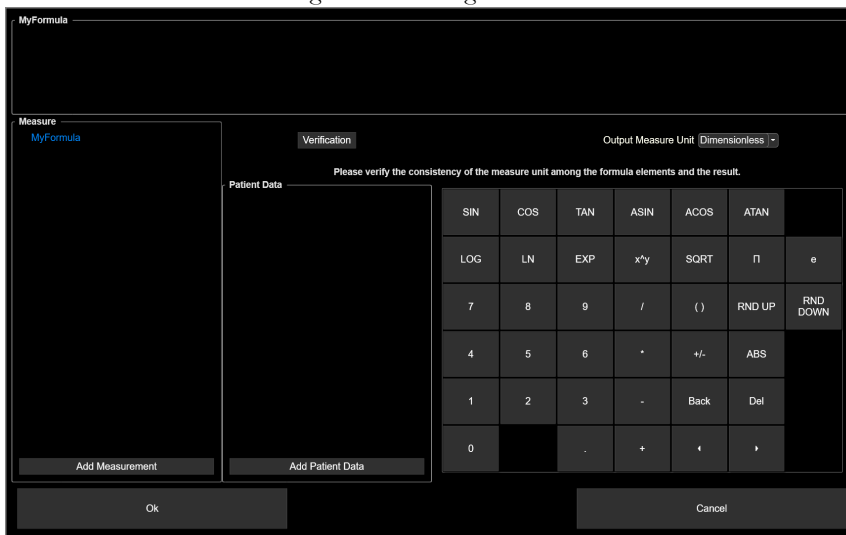 MyFormula
Measure
MyFormula
Verification
Output Measure Unit Dimensionless
Please verify the consistency of the measure unit among the formula elements and the result.
Patient Data
SIN COS TAN ASIN ACOS ATAN
LOG LN EXP x^y SQRT Π e
7 8 9 / ( ) RND UP RND DOWN
4 5 6 * +/- ABS
1 2 3 - Back Del
0 . +
Add Measurement
Add Patient Data
Ok
Cancel